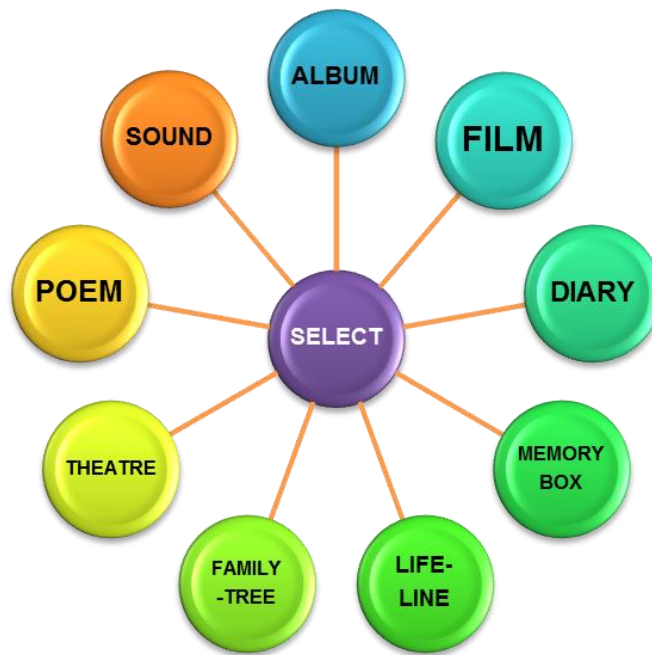 ALBUM
FILM
DIARY
MEMORY
BOX
LIFE-
LINE
FAMILY
-TREE
THEATRE
POEM
SOUND
SELECT